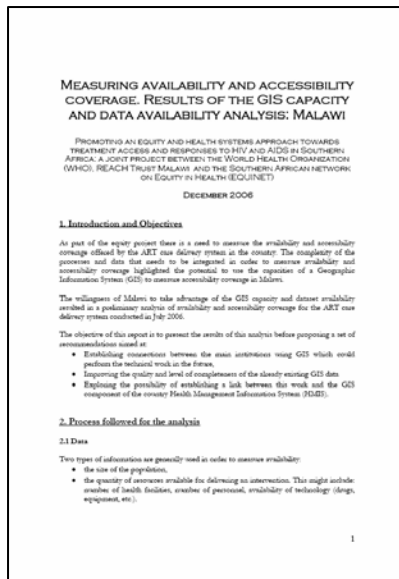 MEASURING AVAILABILITY AND ACCESSIBILITY
COVERAGE. RESULTS OF THE GIS CAPACITY
AND DATA AVAILABILITY ANALYSIS: MALAWI
PROMOTING AN EQUITY AND HEALTH SYSTEMS APPROACH TOWARDS
TREATMENT ACCESS AND RESPONSES TO HIV AND AIDS IN SOUTHERN
AFRICA: A JOINT PROJECT BETWEEN THE WORLD HEALTH ORGANIZATION
(WHO), REACH TRUST MALAWI AND THE SOUTHERN AFRICAN NETWORK
ON EQUITY IN HEALTH (EQUINET)
DECEMBER 2006
1. Introduction and Objectives
As part of the equity project there is a need to measure the availability and accessibility
coverage offered by the ART care delivery system in the country. The complexity of the
processes and data that needs to be integrated in order to measure availability and
accessibility coverage highlighted the potential to use the capacities of a Geographic
Information System (GIS) to measure accessibility coverage in Malawi.
The willingness of Malawi to take advantage of the GIS capacity and dataset availability
resulted in a preliminary analysis of availability and accessibility coverage for the ART care
delivery system conducted in July 2006.
The objective of this report is to present the results of this analysis before proposing a set of
recommendations aimed at:
• Establishing connections between the main institutions using GIS which could
perform the technical work in the future,
• Improving the quality and level of completeness of the already existing GIS data
• Exploring the possibility of establishing a link between this work and the GIS
component of the country Health Management Information System (HMIS).
2. Process followed for the analysis
2.1 Data
Two types of information are generally used in order to measure availability:
• the size of the population,
• the quantity of resources available for delivering an intervention. This might include:
number of health facilities, number of personnel, availability of technology (drugs,
equipment, etc.).
1